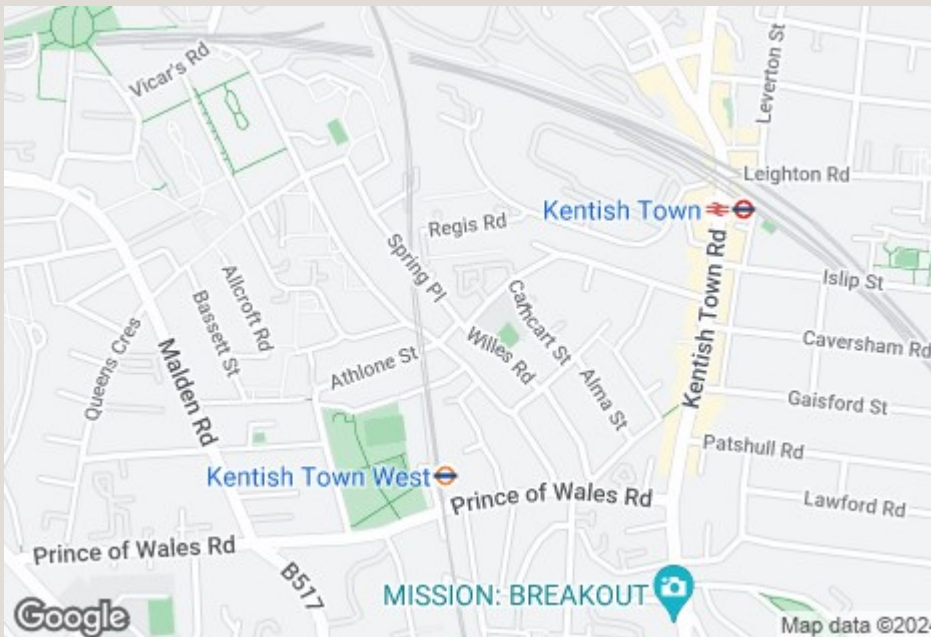 Vicar's Rd
Leverton St
Leighton Rd
Kentish Town
Regis Rd
Spring Pl
Kentish Town Rd
Islip St
Allcroft Rd
Bassett St
Queens Cres
Malden Rd
Athlone St
Willes Rd
Cathcart St
Alma St
Caversham Rd
Gaisford St
Patshull Rd
Kentish Town West
Prince of Wales Rd
Lawford Rd
Prince of Wales Rd
B517
MISSION: BREAKOUT
Google
Map data ©2024